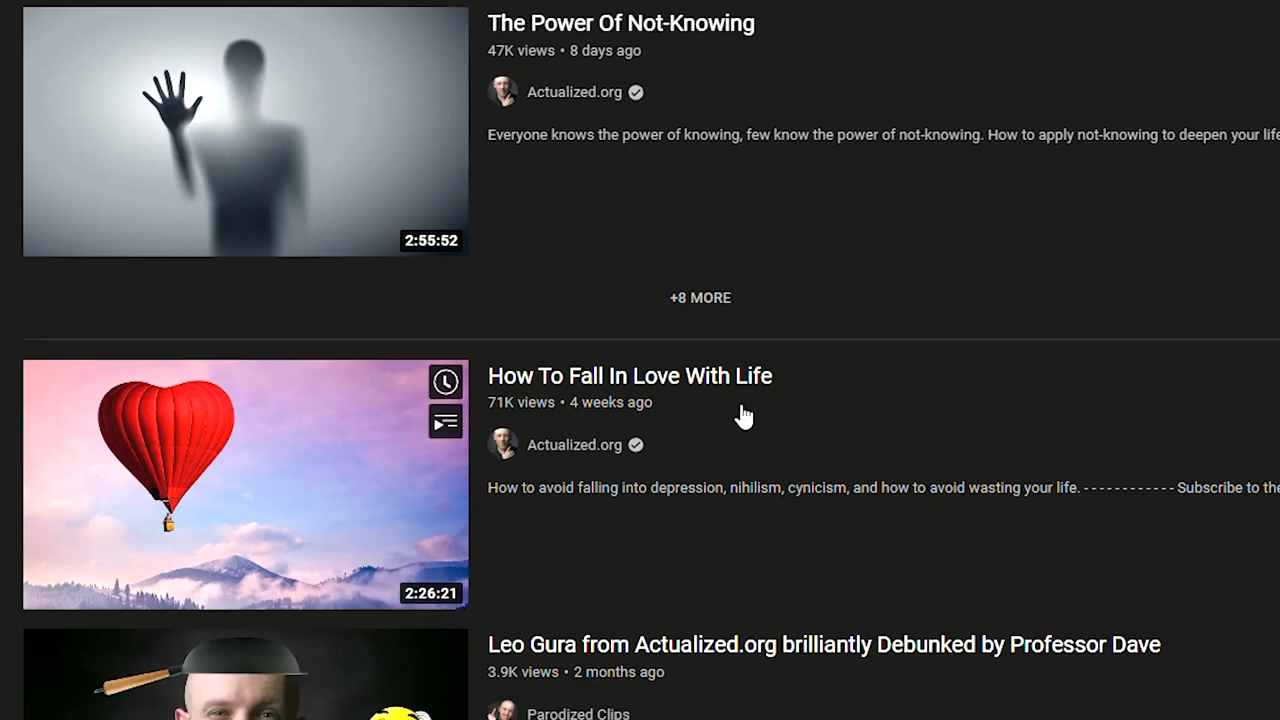 The Power Of Not-Knowing
47K views • 8 days ago
Actualized.org
Everyone knows the power of knowing, few know the power of not-knowing. How to apply not-knowing to deepen your life
2:55:52
+8 MORE
How To Fall In Love With Life
71K views • 4 weeks ago
Actualized.org
How to avoid falling into depression, nihilism, cynicism, and how to avoid wasting your life. - - - - - - - - - - - - Subscribe to the
2:26:21
Leo Gura from Actualized.org brilliantly Debunked by Professor Dave
3.9K views • 2 months ago
Parodized Clips